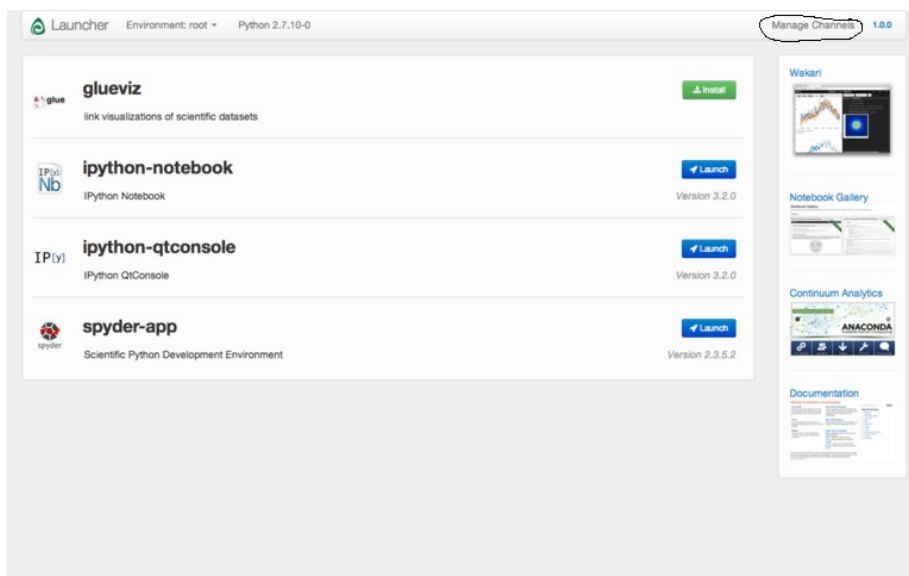 Launcher Environment: root Python 2.7.10-0 Manage Channels 1.0.0
glue
glueviz
link visualizations of scientific datasets
Install
IP[y]:
Nb
ipython-notebook
IPython Notebook
Launch
Version 3.2.0
IP[y]
ipython-qtconsole
IPython QtConsole
Launch
Version 3.2.0
spyder
spyder-app
Scientific Python Development Environment
Launch
Version 2.3.5.2
Wakari
Notebook Gallery
Notebook Gallery
Continuum Analytics
ANACONDA
Documentation